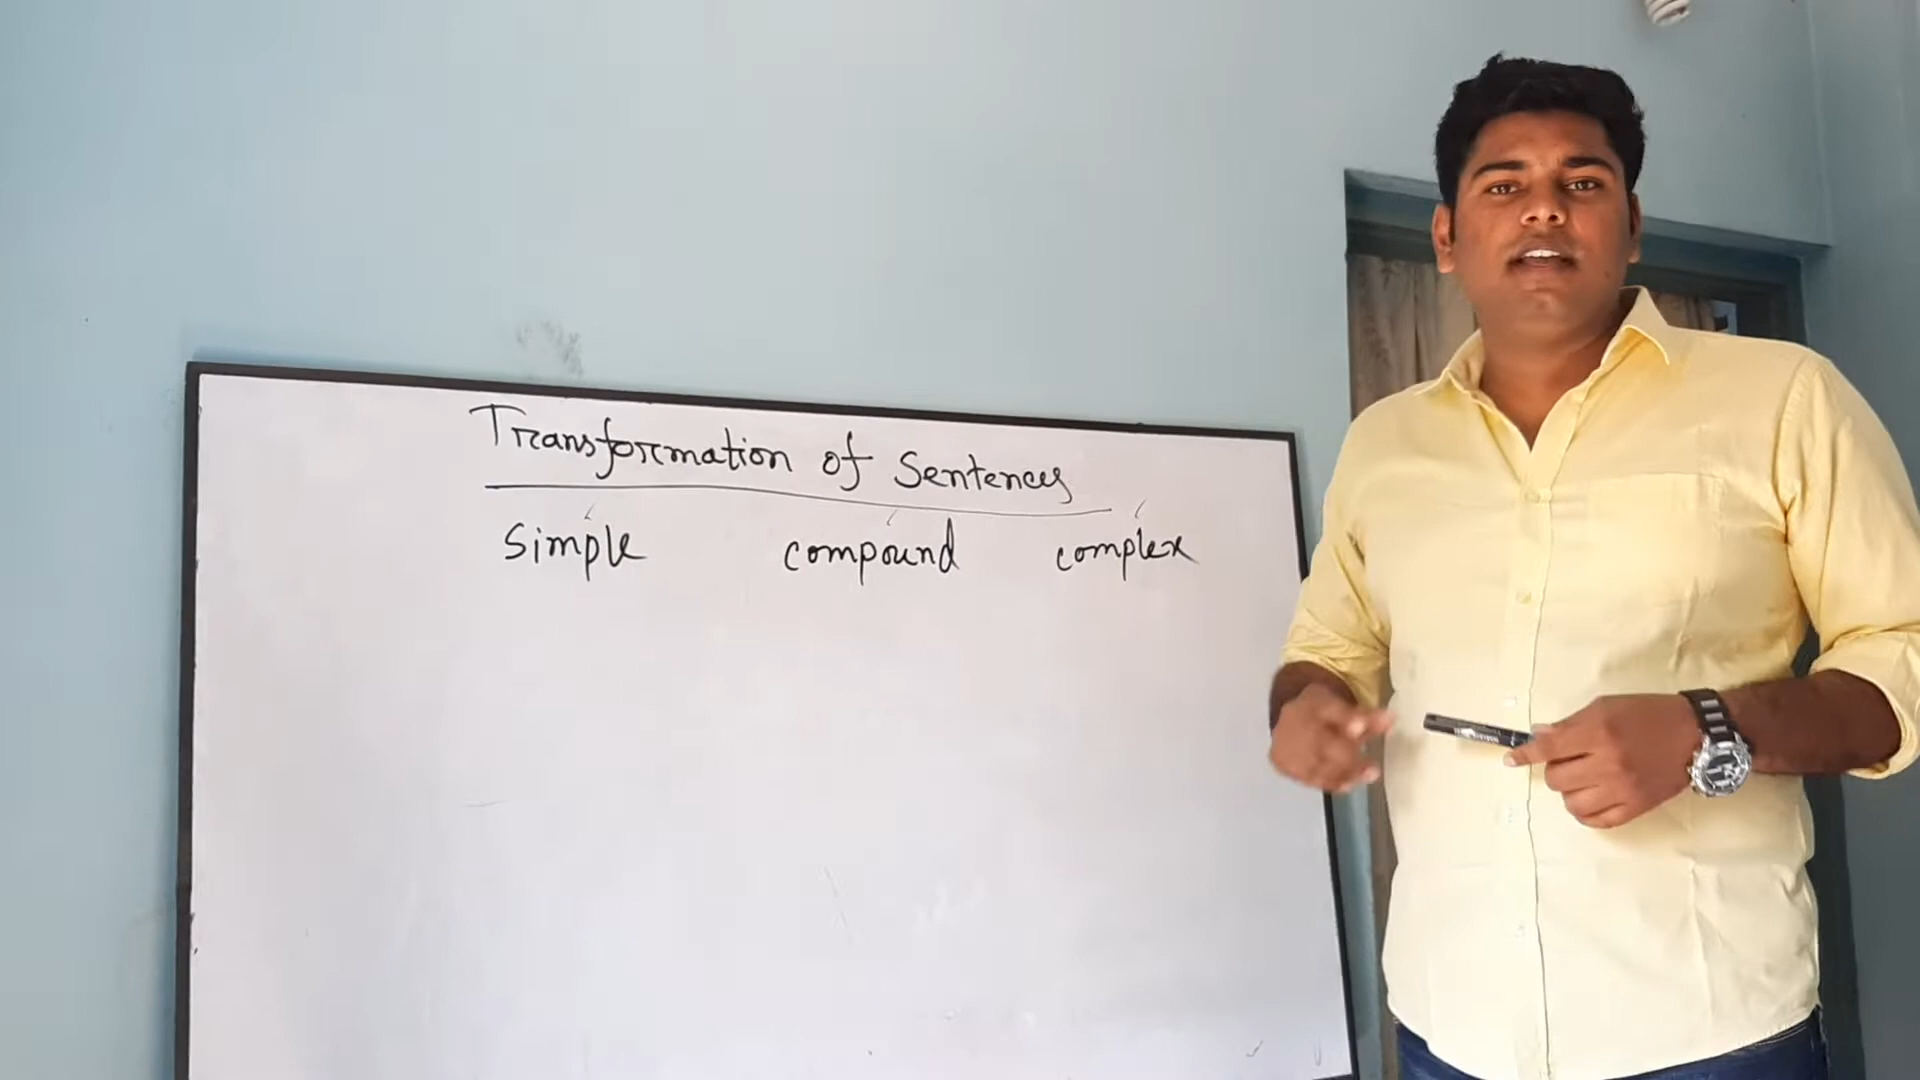 Transformation of Sentences
Simple compound complex